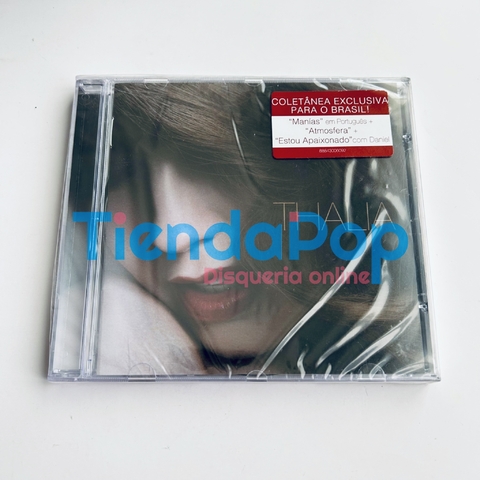 COLETÂNEA EXCLUSIVA
PARA O BRASIL!
"Manias" em Português +
"Atmosfera" +
"Estou Apaixonado" com Daniel
THALIA
TiendaPop
Disqueria online